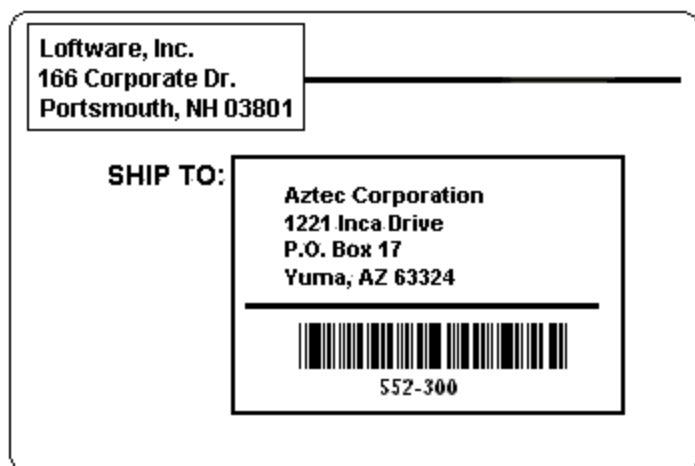 Loftware, Inc.
166 Corporate Dr.
Portsmouth, NH 03801
SHIP TO:
Aztec Corporation
1221 Inca Drive
P.O. Box 17
Yuma, AZ 63324
552-300